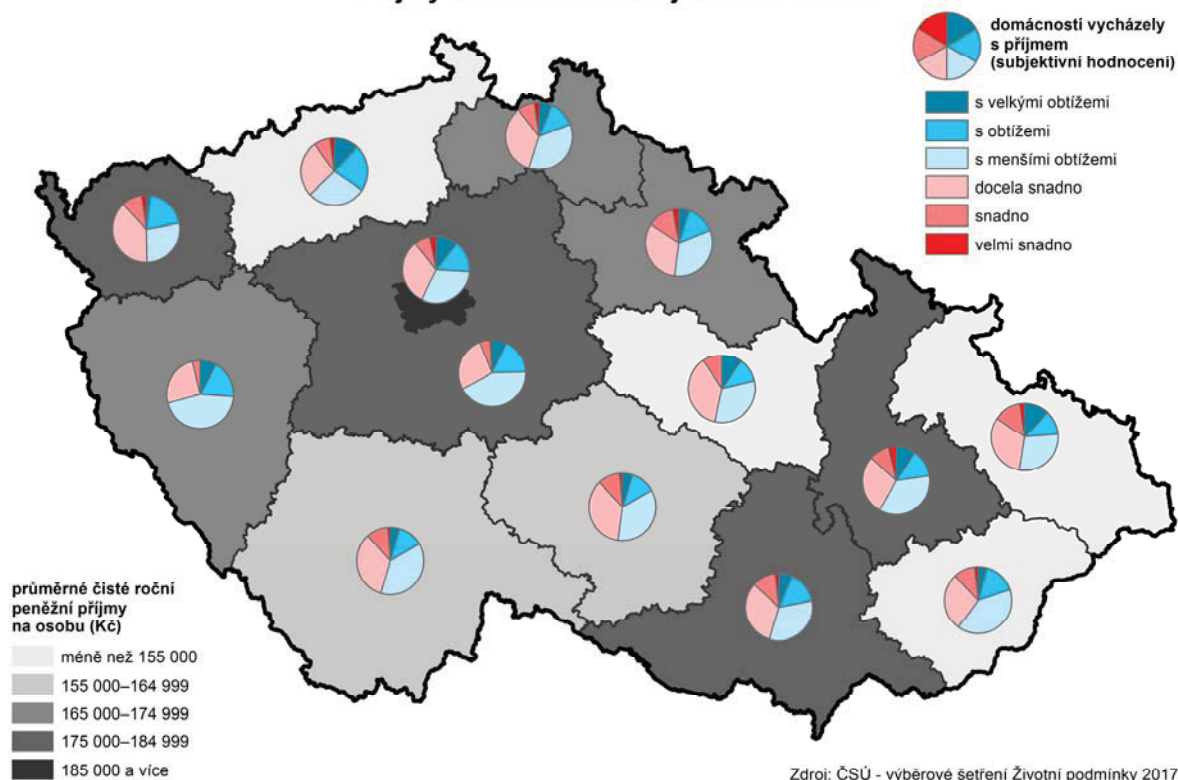 domácnosti vycházely
s příjmem
(subjektivní hodnocení)
s velkými obtížemi
s obtížemi
s menšími obtížemi
docela snadno
snadno
velmi snadno
průměrné čisté roční
peněžní příjmy
na osobu (Kč)
méně než 155 000
155 000–164 999
165 000–174 999
175 000–184 999
185 000 a více
Zdroj: ČSÚ - výběrové šetření Životní podmínky 2017